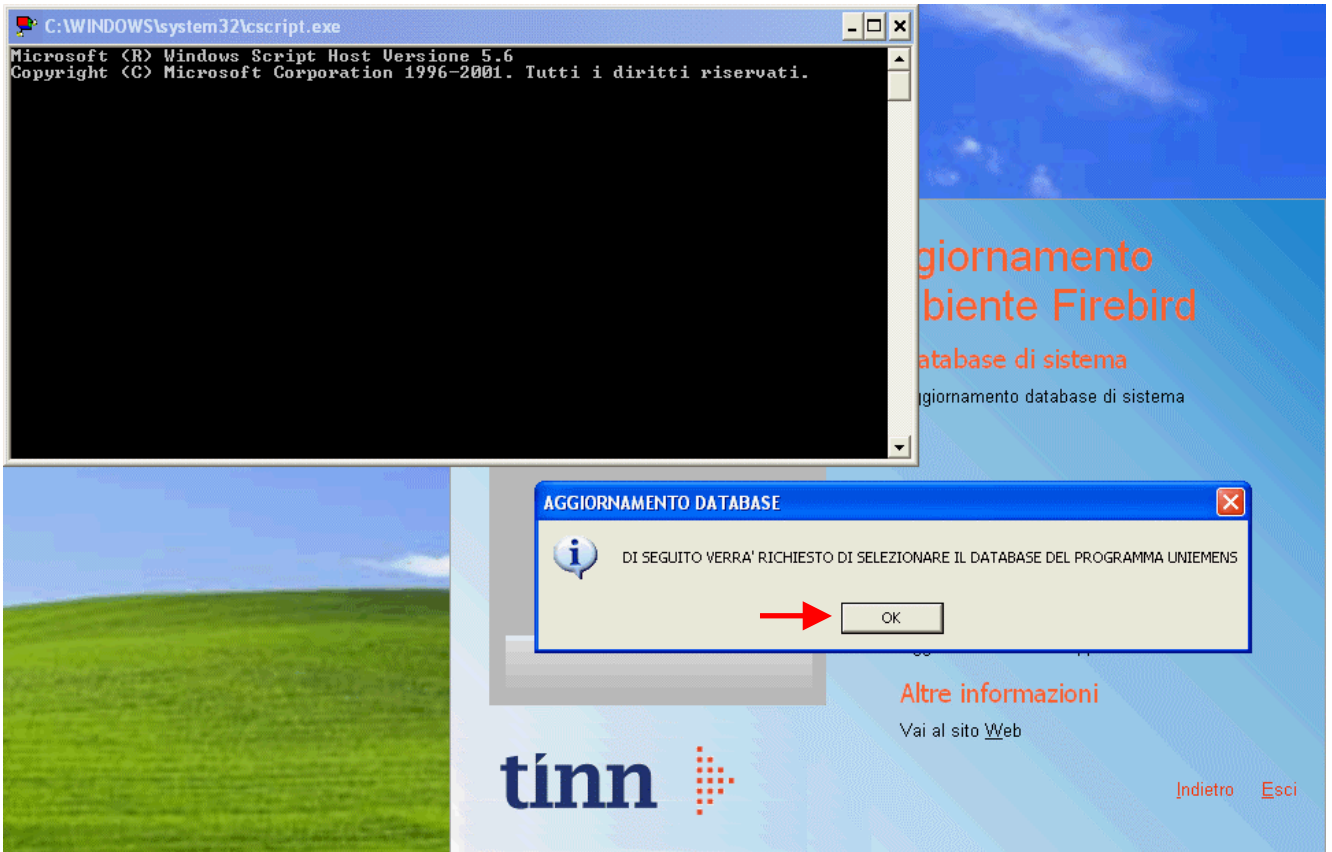 C:\WINDOWS\system32\cscript.exe
Microsoft (R) Windows Script Host Versione 5.6
Copyright (C) Microsoft Corporation 1996-2001. Tutti i diritti riservati.
giornamento
biente Firebird
atabase di sistema
ggiornamento database di sistema
AGGIORNAMENTO DATABASE
DI SEGUITO VERRA' RICHIESTO DI SELEZIONARE IL DATABASE DEL PROGRAMMA UNIEMENS
OK
Altre informazioni
Vai al sito Web
tinn
Indietro Esci